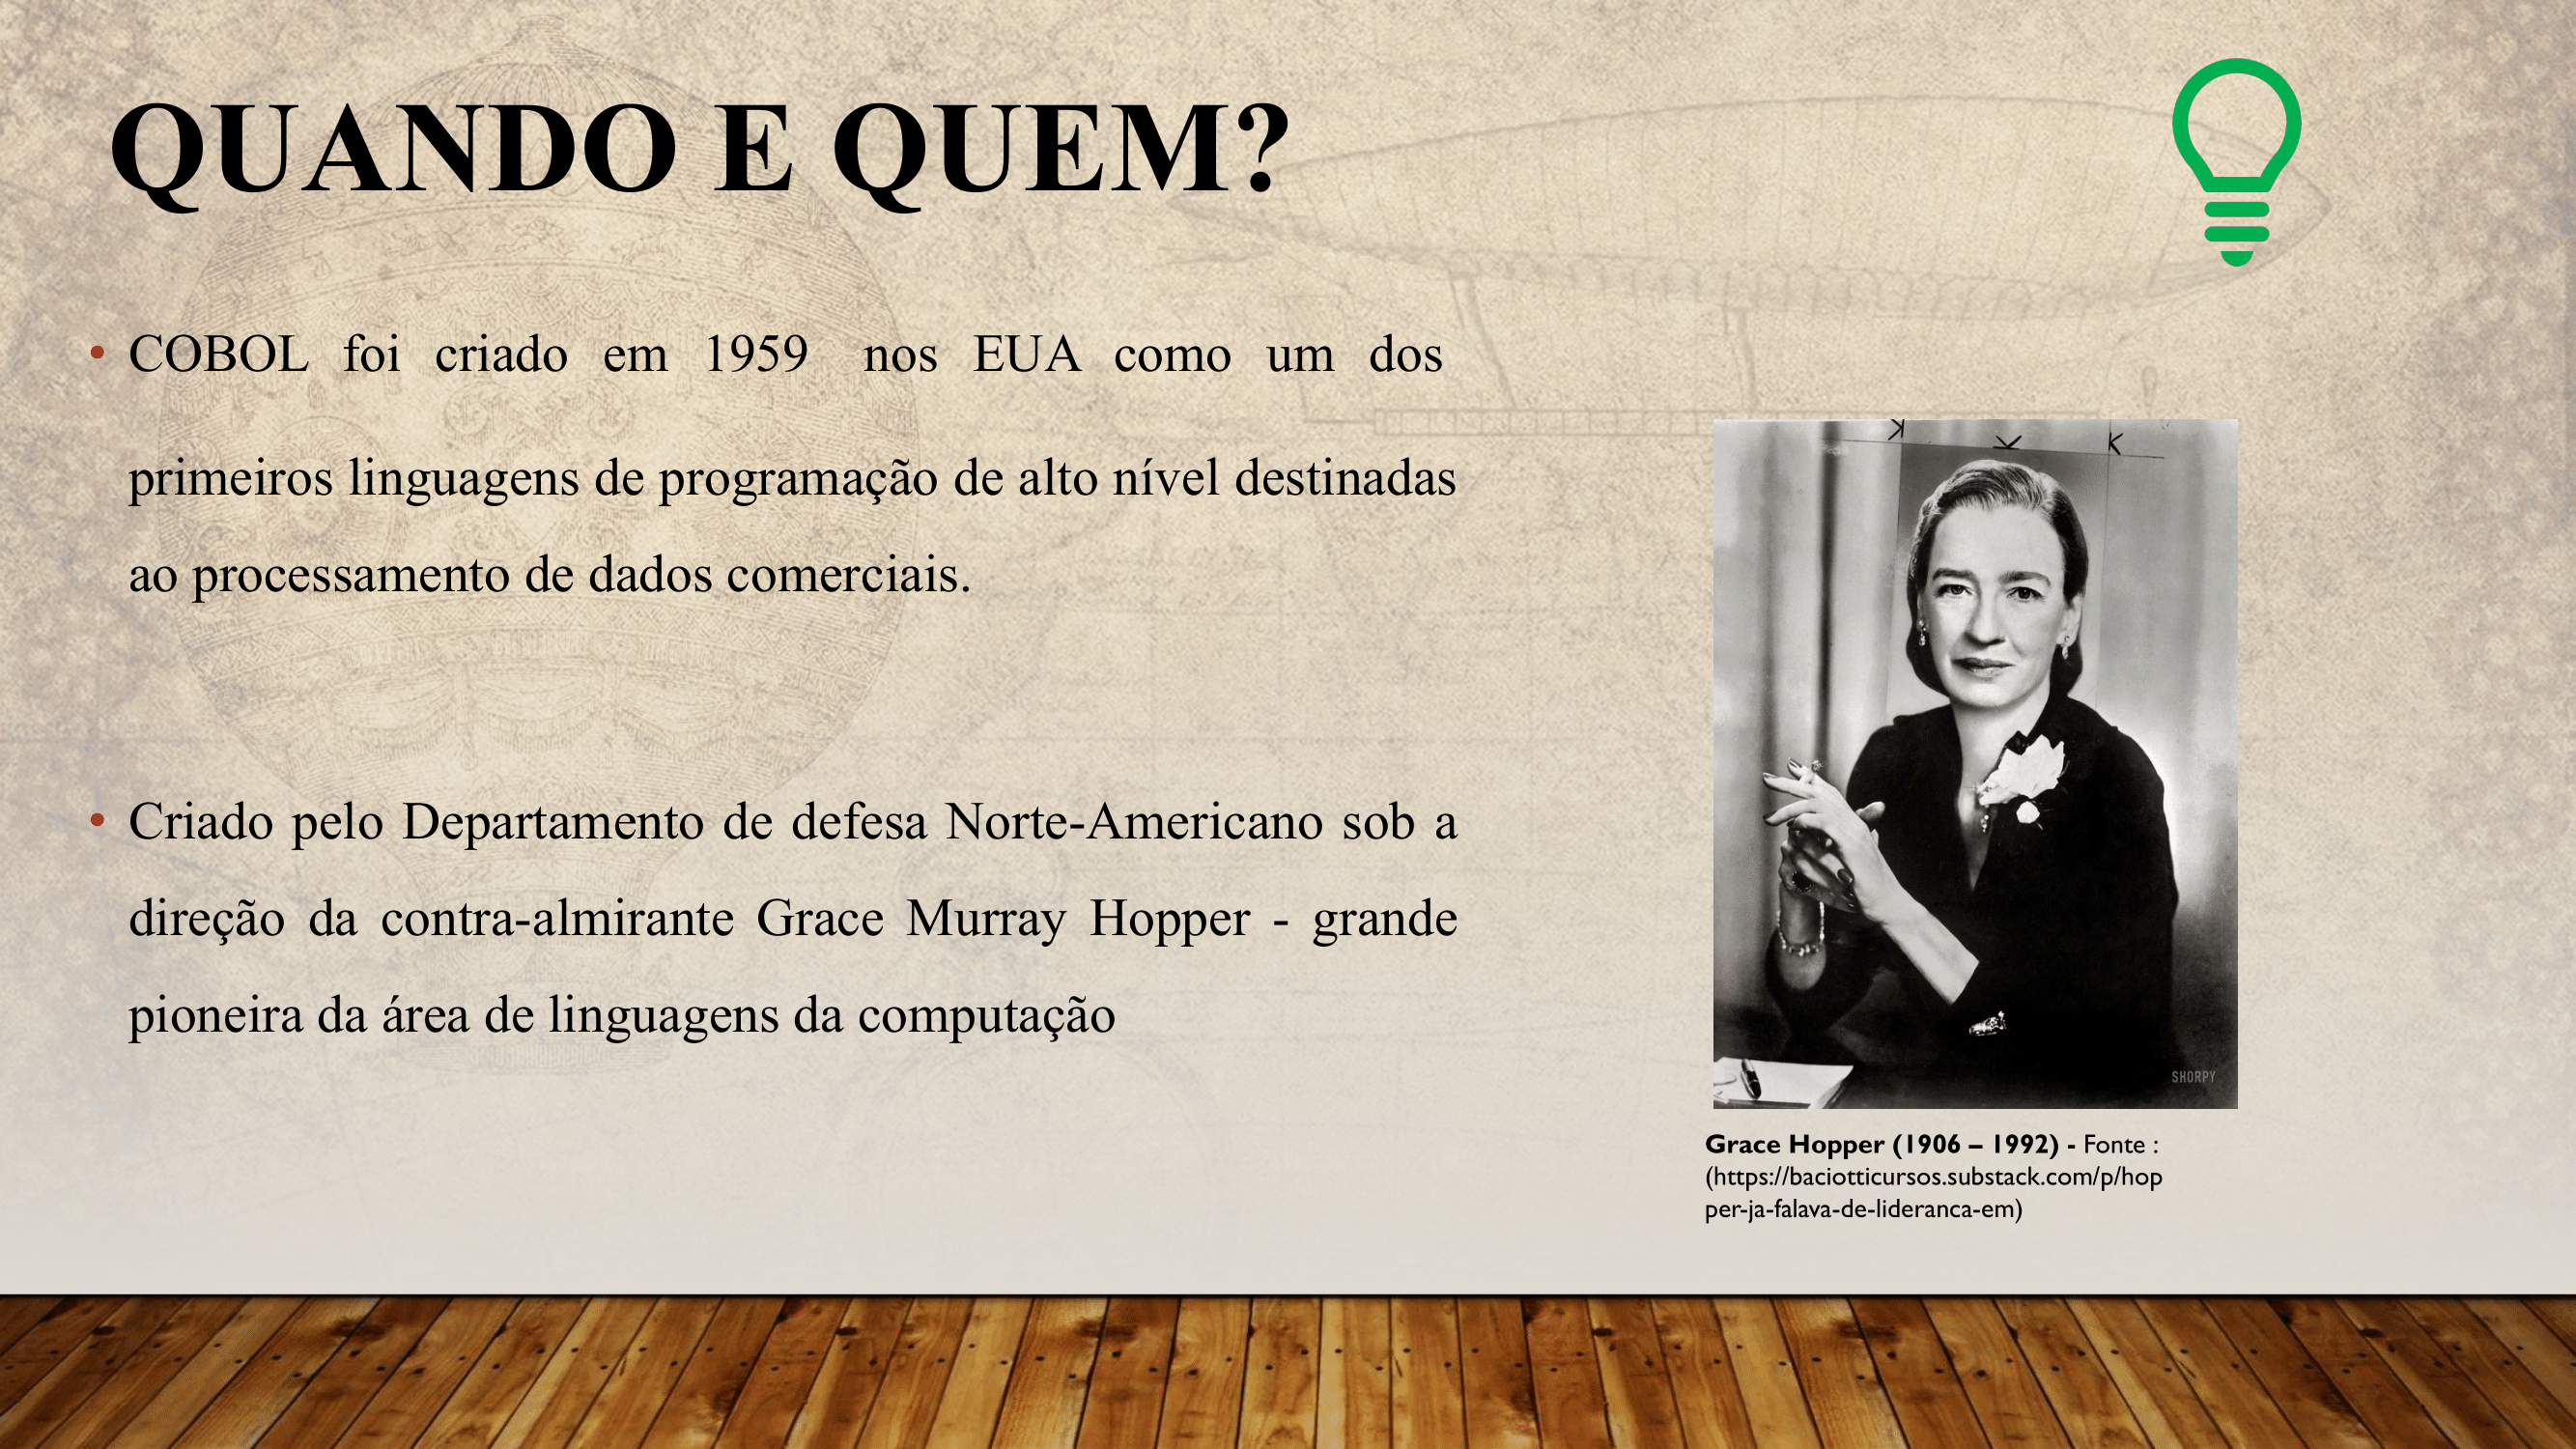 QUANDO E QUEM?
• COBOL foi criado em 1959 nos EUA como um dos
primeiros linguagens de programação de alto nível destinadas
ao processamento de dados comerciais.
• Criado pelo Departamento de defesa Norte-Americano sob a
direção da contra-almirante Grace Murray Hopper - grande
pioneira da área de linguagens da computação
K K K
SHORPY
Grace Hopper (1906 – 1992) - Fonte :
(https://baciotticursos.substack.com/p/hop
per-ja-falava-de-lideranca-em)